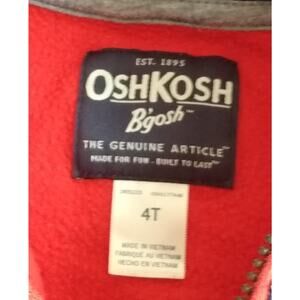 EST. 1895
OSHKOSH
B'gosh™
THE GENUINE ARTICLE™
MADE FOR FUN - BUILT TO LAST™
4T
MADE IN VIETNAM
FABRIQUÉ AU VIETNAM
HECHO EN VIETNAM